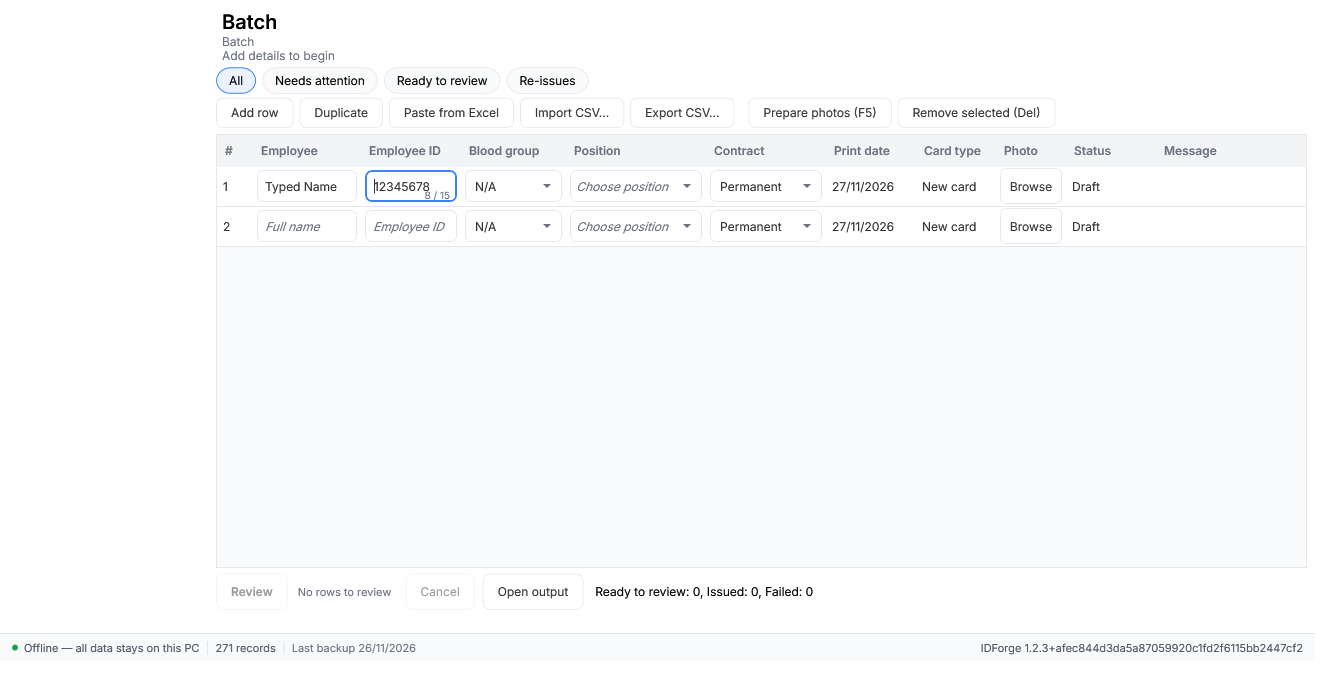 Batch
Batch
Add details to begin
All Needs attention Ready to review Re-issues
Add row Duplicate Paste from Excel Import CSV... Export CSV... Prepare photos (F5) Remove selected (Del)
# Employee Employee ID Blood group Position Contract Print date Card type Photo Status Message
1 Typed Name 12345678 8 / 15 N/A Choose position Permanent 27/11/2026 New card Browse Draft
2 Full name Employee ID N/A Choose position Permanent 27/11/2026 New card Browse Draft
Review No rows to review Cancel Open output Ready to review: 0, Issued: 0, Failed: 0
Offline — all data stays on this PC 271 records Last backup 26/11/2026 IDForge 1.2.3+afec844d3da5a87059920c1fd2f6115bb2447cf2